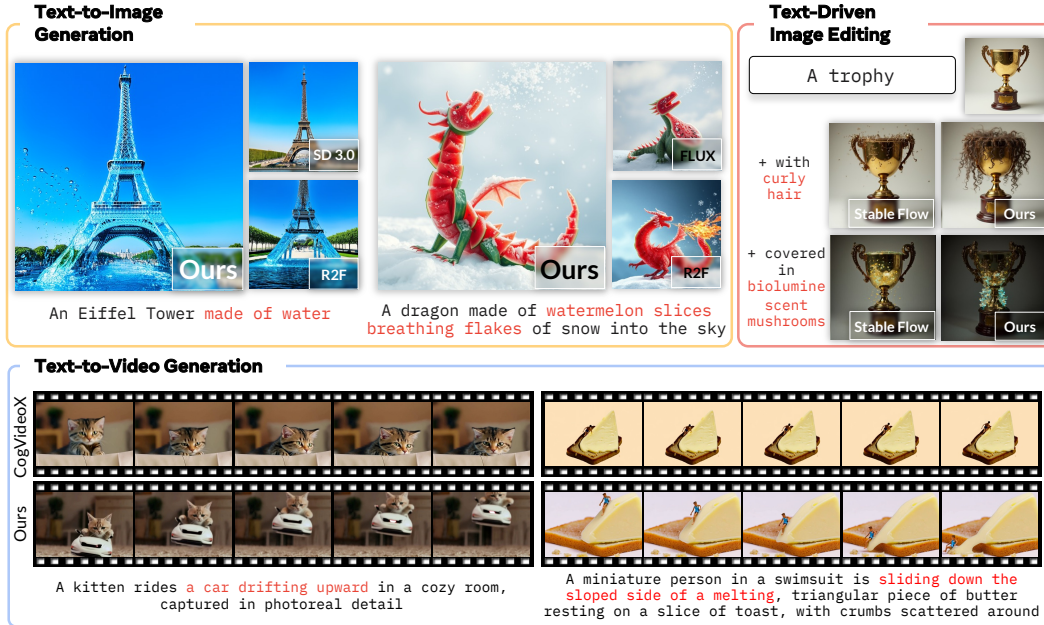 Text-to-Image
Generation
SD 3.0
Ours
R2F
An Eiffel Tower made of water
FLUX
Ours
R2F
A dragon made of watermelon slices
breathing flakes of snow into the sky
Text-Driven
Image Editing
A trophy
+ with
curly
hair
Stable Flow
Ours
+ covered
in
biolumine
scent
mushrooms
Stable Flow
Ours
Text-to-Video Generation
CogVideoX
Ours
A kitten rides a car drifting upward in a cozy room,
captured in photoreal detail
A miniature person in a swimsuit is sliding down the
sloped side of a melting, triangular piece of butter
resting on a slice of toast, with crumbs scattered around